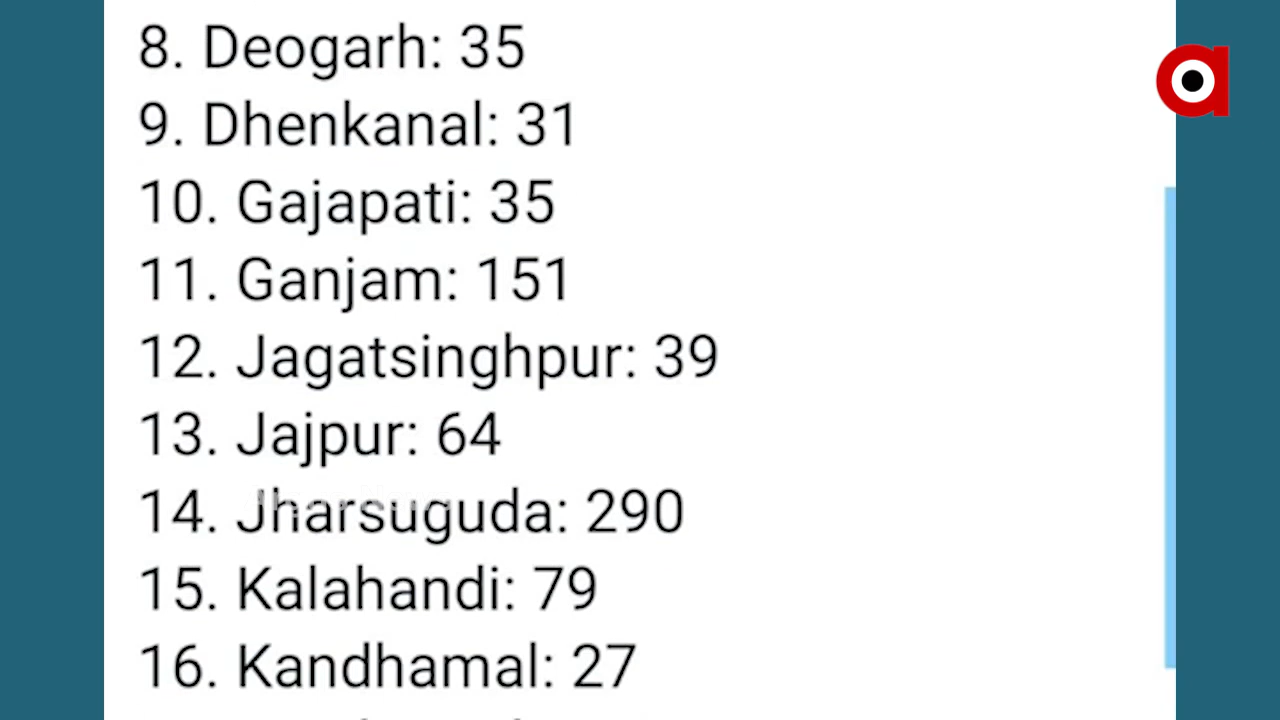 8. Deogarh: 35
9. Dhenkanal: 31
10. Gajapati: 35
11. Ganjam: 151
12. Jagatsinghpur: 39
13. Jajpur: 64
14. Jharsuguda: 290
15. Kalahandi: 79
16. Kandhamal: 27